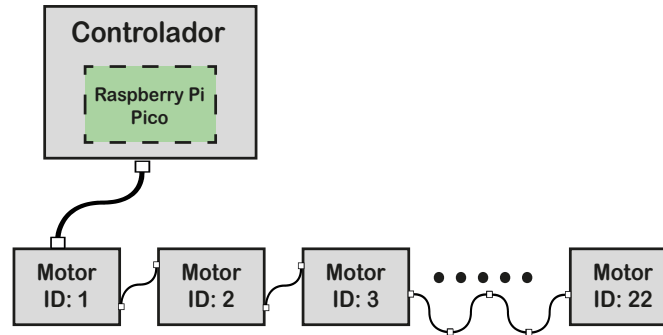 Controlador
Raspberry Pi
Pico
Motor
ID: 1
Motor
ID: 2
Motor
ID: 3
Motor
ID: 22